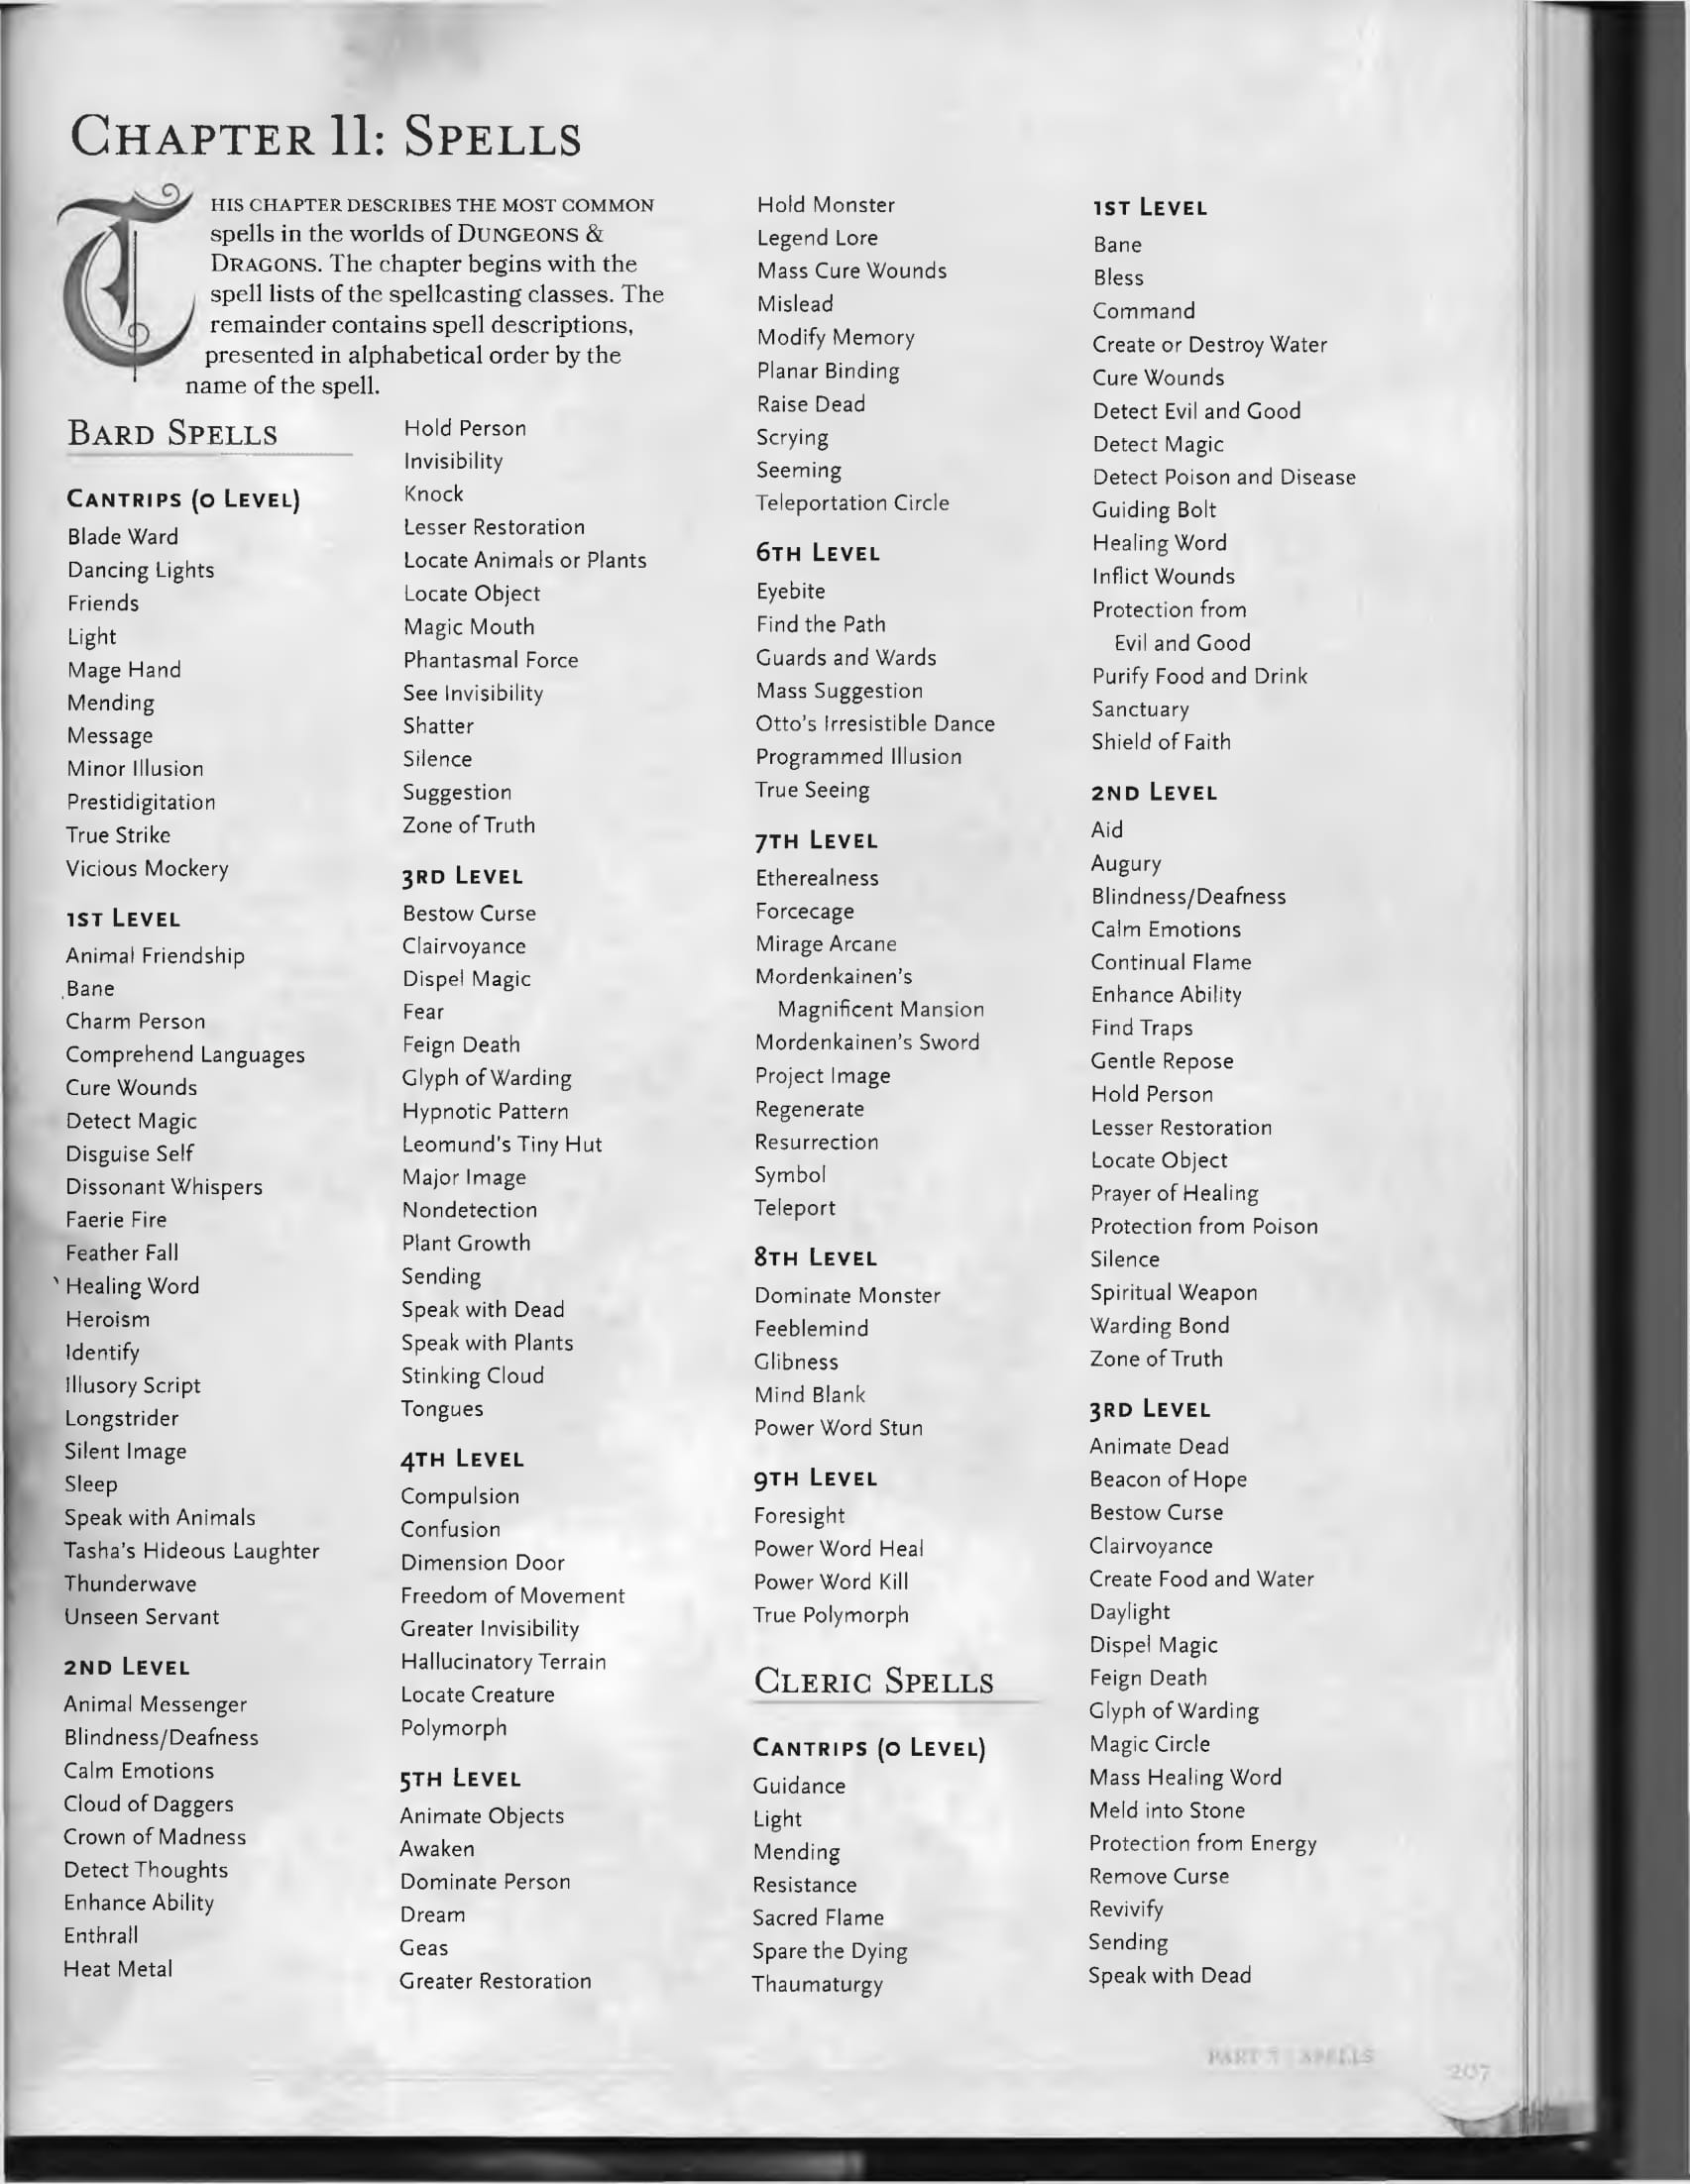 CHAPTER 11: SPELLS
THIS CHAPTER DESCRIBES THE MOST COMMON
spells in the worlds of DUNGEONS &
DRAGONS. The chapter begins with the
spell lists of the spellcasting classes. The
remainder contains spell descriptions,
presented in alphabetical order by the
name of the spell.
BARD SPELLS
CANTRIPS (0 LEVEL)
Blade Ward
Dancing Lights
Friends
Light
Mage Hand
Mending
Message
Minor Illusion
Prestidigitation
True Strike
Vicious Mockery
1ST LEVEL
Animal Friendship
Bane
Charm Person
Comprehend Languages
Cure Wounds
Detect Magic
Disguise Self
Dissonant Whispers
Faerie Fire
Feather Fall
Healing Word
Heroism
Identify
Illusory Script
Longstrider
Silent Image
Sleep
Speak with Animals
Tasha's Hideous Laughter
Thunderwave
Unseen Servant
2ND LEVEL
Animal Messenger
Blindness/Deafness
Calm Emotions
Cloud of Daggers
Crown of Madness
Detect Thoughts
Enhance Ability
Enthrall
Heat Metal
Hold Person
Invisibility
Knock
Lesser Restoration
Locate Animals or Plants
Locate Object
Magic Mouth
Phantasmal Force
See Invisibility
Shatter
Silence
Suggestion
Zone of Truth
3RD LEVEL
Bestow Curse
Clairvoyance
Dispel Magic
Fear
Feign Death
Glyph of Warding
Hypnotic Pattern
Leomund's Tiny Hut
Major Image
Nondetection
Plant Growth
Sending
Speak with Dead
Speak with Plants
Stinking Cloud
Tongues
4TH LEVEL
Compulsion
Confusion
Dimension Door
Freedom of Movement
Greater Invisibility
Hallucinatory Terrain
Locate Creature
Polymorph
5TH LEVEL
Animate Objects
Awaken
Dominate Person
Dream
Geas
Greater Restoration
Hold Monster
Legend Lore
Mass Cure Wounds
Mislead
Modify Memory
Planar Binding
Raise Dead
Scrying
Seeming
Teleportation Circle
6TH LEVEL
Eyebite
Find the Path
Guards and Wards
Mass Suggestion
Otto's Irresistible Dance
Programmed Illusion
True Seeing
7TH LEVEL
Etherealness
Forcecage
Mirage Arcane
Mordenkainen's
Magnificent Mansion
Mordenkainen's Sword
Project Image
Regenerate
Resurrection
Symbol
Teleport
8TH LEVEL
Dominate Monster
Feeblemind
Glibness
Mind Blank
Power Word Stun
9TH LEVEL
Foresight
Power Word Heal
Power Word Kill
True Polymorph
CLERIC SPELLS
CANTRIPS (0 LEVEL)
Guidance
Light
Mending
Resistance
Sacred Flame
Spare the Dying
Thaumaturgy
1ST LEVEL
Bane
Bless
Command
Create or Destroy Water
Cure Wounds
Detect Evil and Good
Detect Magic
Detect Poison and Disease
Guiding Bolt
Healing Word
Inflict Wounds
Protection from
Evil and Good
Purify Food and Drink
Sanctuary
Shield of Faith
2ND LEVEL
Aid
Augury
Blindness/Deafness
Calm Emotions
Continual Flame
Enhance Ability
Find Traps
Gentle Repose
Hold Person
Lesser Restoration
Locate Object
Prayer of Healing
Protection from Poison
Silence
Spiritual Weapon
Warding Bond
Zone of Truth
3RD LEVEL
Animate Dead
Beacon of Hope
Bestow Curse
Clairvoyance
Create Food and Water
Daylight
Dispel Magic
Feign Death
Glyph of Warding
Magic Circle
Mass Healing Word
Meld into Stone
Protection from Energy
Remove Curse
Revivify
Sending
Speak with Dead
PART 3 | SPELLS
207